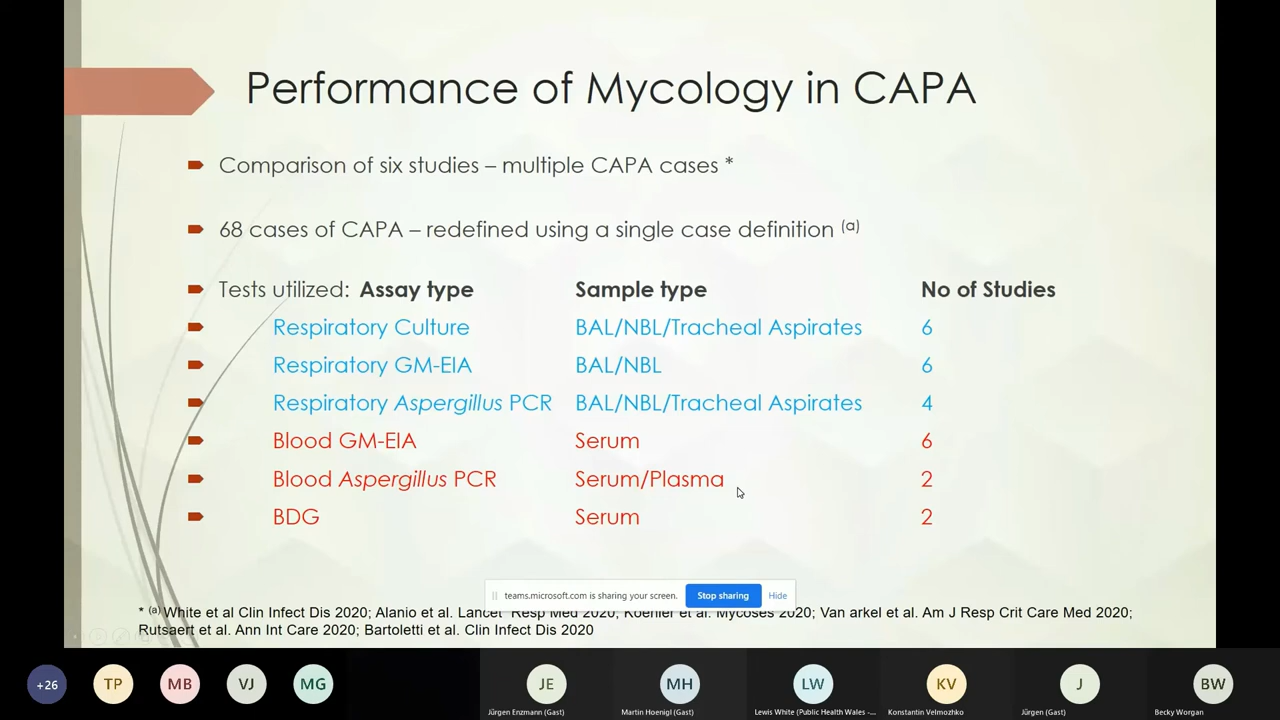 Performance of Mycology in CAPA
Comparison of six studies – multiple CAPA cases *
68 cases of CAPA – redefined using a single case definition (a)
Tests utilized: Assay type Sample type No of Studies
Respiratory Culture BAL/NBL/Tracheal Aspirates 6
Respiratory GM-EIA BAL/NBL 6
Respiratory Aspergillus PCR BAL/NBL/Tracheal Aspirates 4
Blood GM-EIA Serum 6
Blood Aspergillus PCR Serum/Plasma 2
BDG Serum 2
teams.microsoft.com is sharing your screen. Stop sharing Hide
* (a) White et al Clin Infect Dis 2020; Alanio et al. Lancet Resp Med 2020; Koehler et al. Mycoses 2020; Van arkel et al. Am J Resp Crit Care Med 2020;
Rutsaert et al. Ann Int Care 2020; Bartoletti et al. Clin Infect Dis 2020
+26 TP MB VJ MG JE MH LW KV J BW
Jürgen Enzmann (Gast) Martin Hoenigl (Gast) Lewis White (Public Health Wales -... Konstantin Velmozhko Jürgen (Gast) Becky Worgan